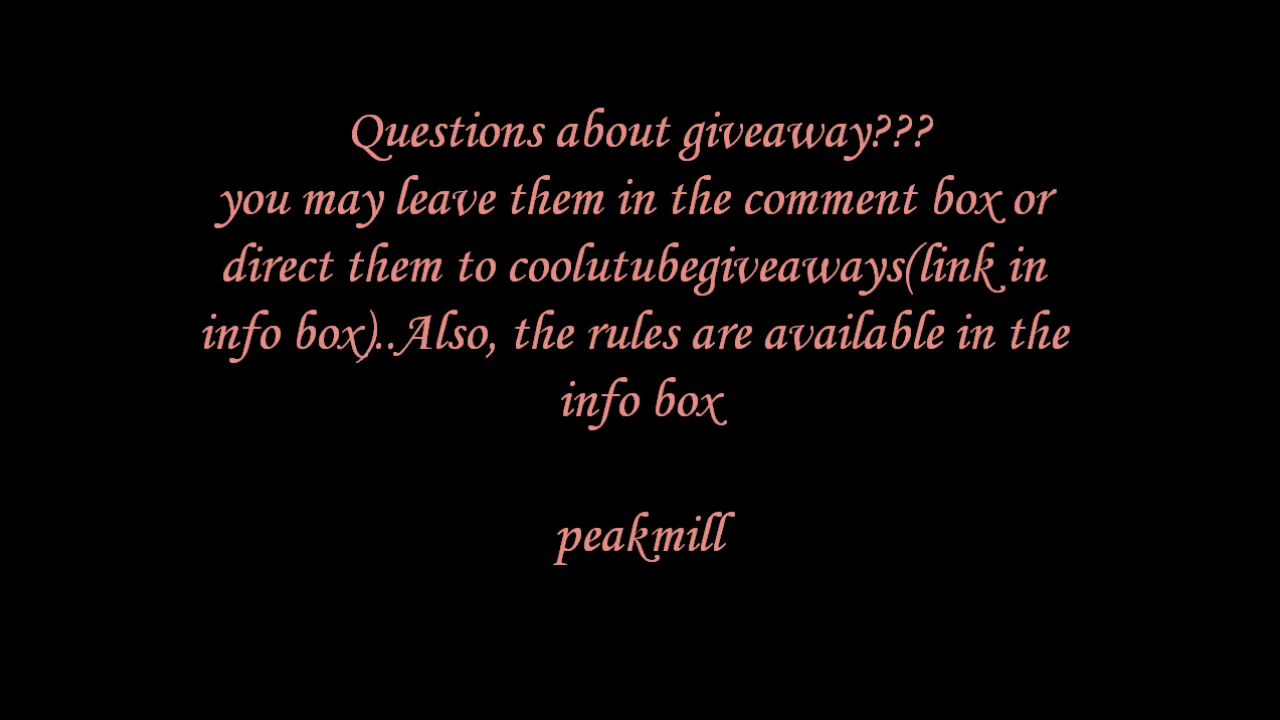 Questions about giveaway???
you may leave them in the comment box or
direct them to coolutubegiveaways(link in
info box)..Also, the rules are available in the
info box
peakmill